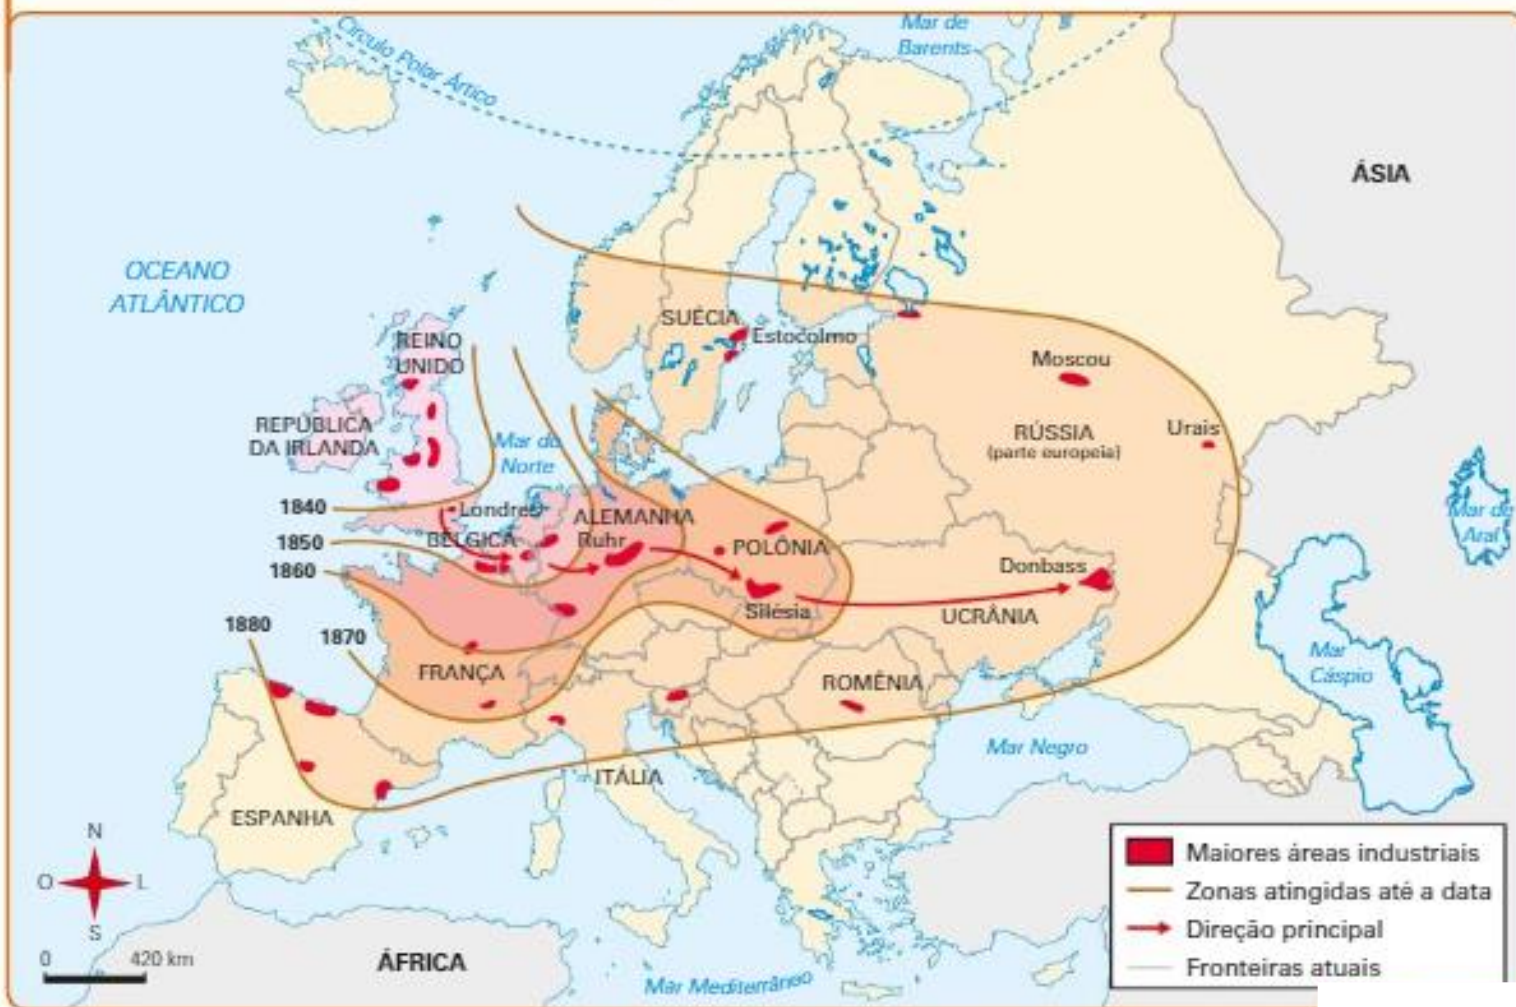 Círculo Polar Ártico
Mar de
Barents
ÁSIA
OCEANO
ATLÂNTICO
REINO
UNIDO
SUÉCIA
Estocolmo
Moscou
REPÚBLICA
DA IRLANDA
Mar do
Norte
RÚSSIA
(parte europeia)
Urais
1840
Londres
ALEMANHA
Mar de
Aral
1850
BÉLGICA
Ruhr
POLÔNIA
1860
Donbass
Silésia
UCRÂNIA
1880
1870
FRANÇA
ROMÊNIA
Mar
Cáspio
Mar Negro
ITÁLIA
ESPANHA
N
O
L
S
0
420 km
ÁFRICA
Mar Mediterrâneo
Maiores áreas industriais
Zonas atingidas até a data
Direção principal
Fronteiras atuais